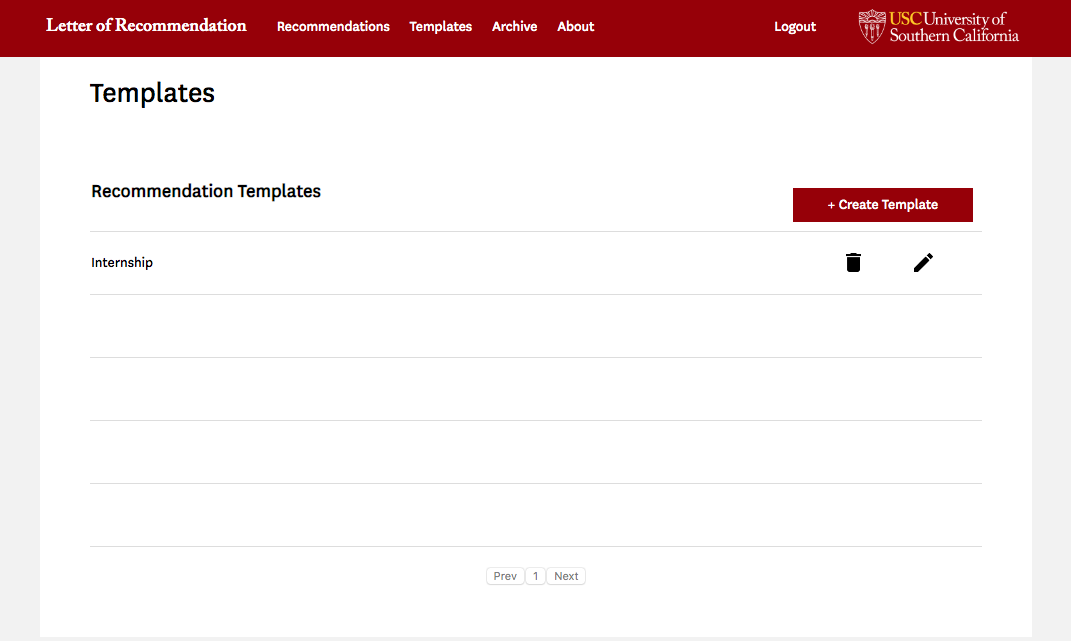 Letter of Recommendation Recommendations Templates Archive About Logout USC University of
Southern California
Templates
Recommendation Templates
+ Create Template
Internship
Prev 1 Next